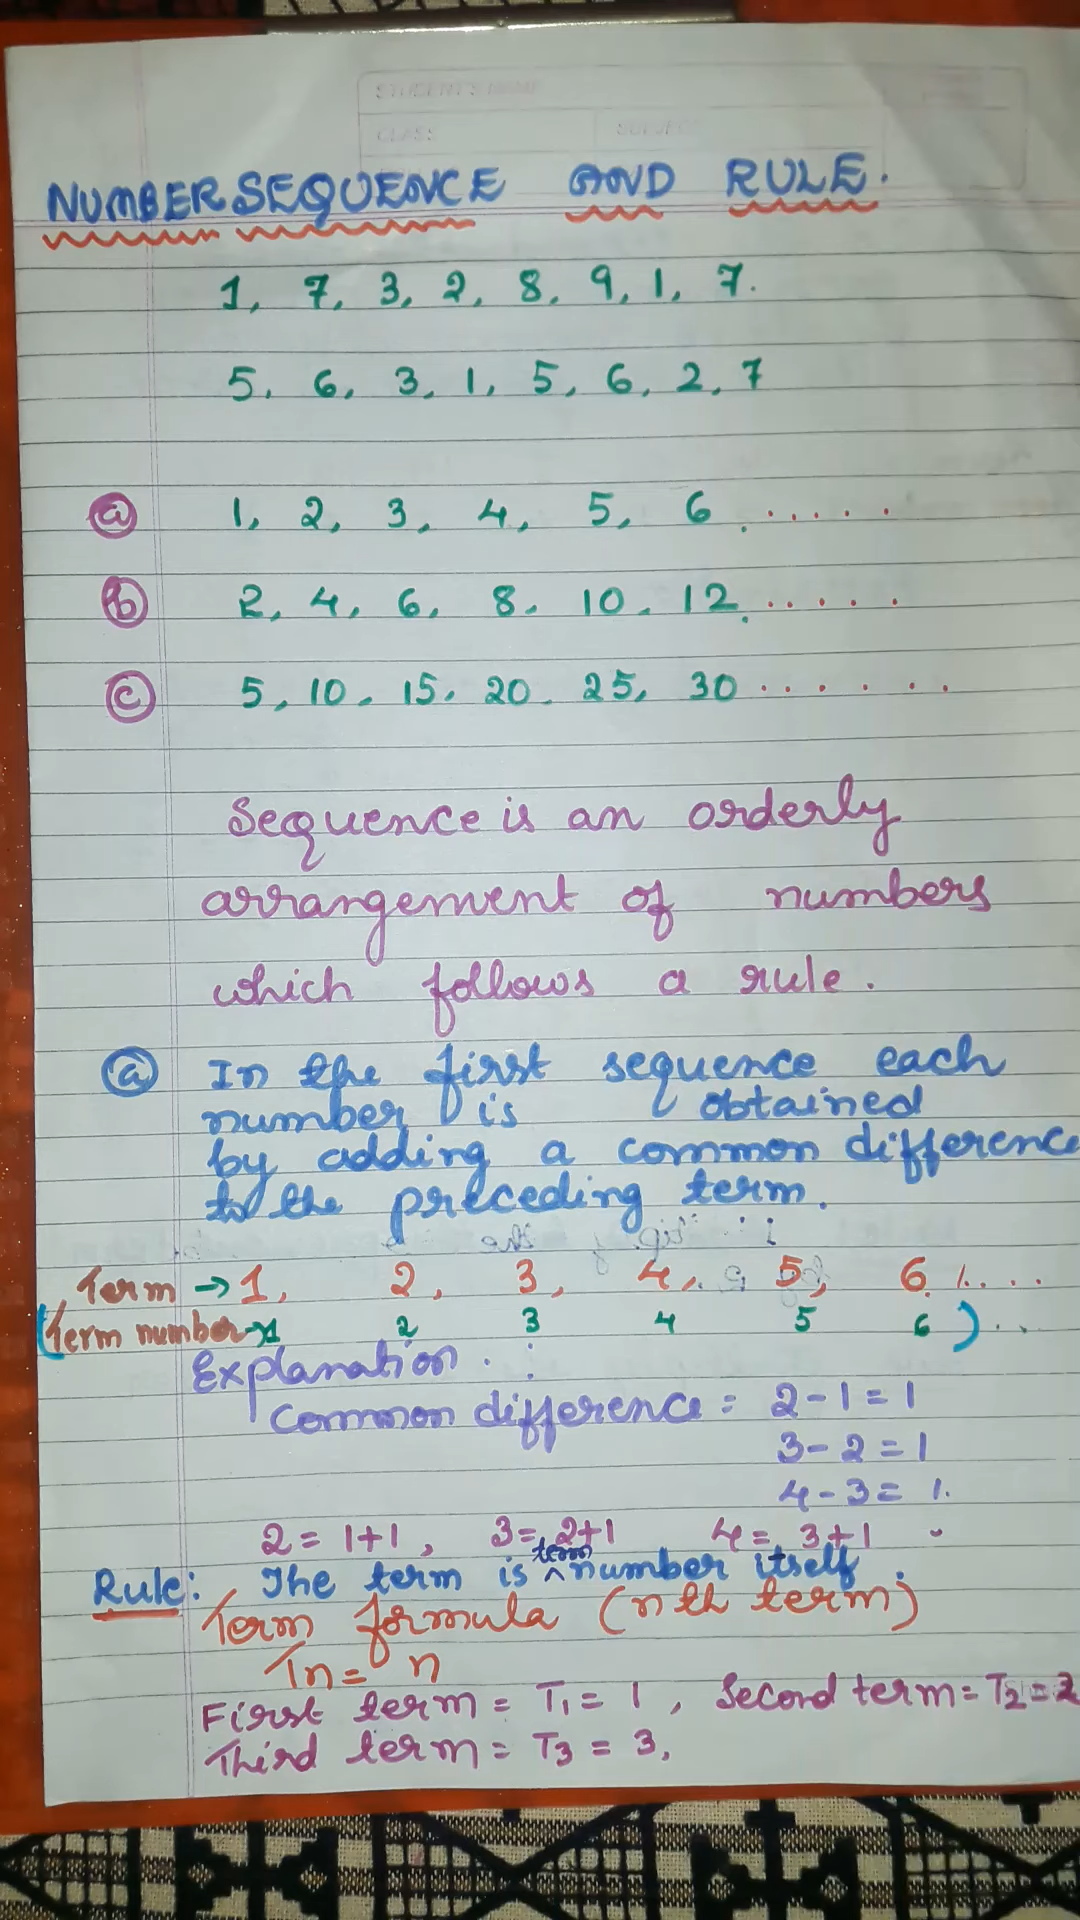 STUDENT'S NAME
CLASS SUBJECT
NUMBER SEQUENCE AND RULE.
1, 7, 3, 2, 8, 9, 1, 7.
5, 6, 3, 1, 5, 6, 2, 7
(a) 1, 2, 3, 4, 5, 6, .....
(b) 2, 4, 6, 8, 10, 12, .....
(c) 5, 10, 15, 20, 25, 30 ......
Sequence is an orderly
arrangement of numbers
which follows a rule.
(a) In the first sequence each
number is obtained
by adding a common difference
to the preceding term.
Term → 1, 2, 3, 4, 5, 6, ....
(Term number → 1 2 3 4 5 6 ) ...
Explanation :
Common difference = 2 - 1 = 1
3 - 2 = 1
4 - 3 = 1.
2 = 1+1, 3 = 2+1 4 = 3+1
Rule: The term is term number itself.
Term formula (nth term)
Tn = n
First term = T1 = 1, Second term = T2 = 2
Third term = T3 = 3,